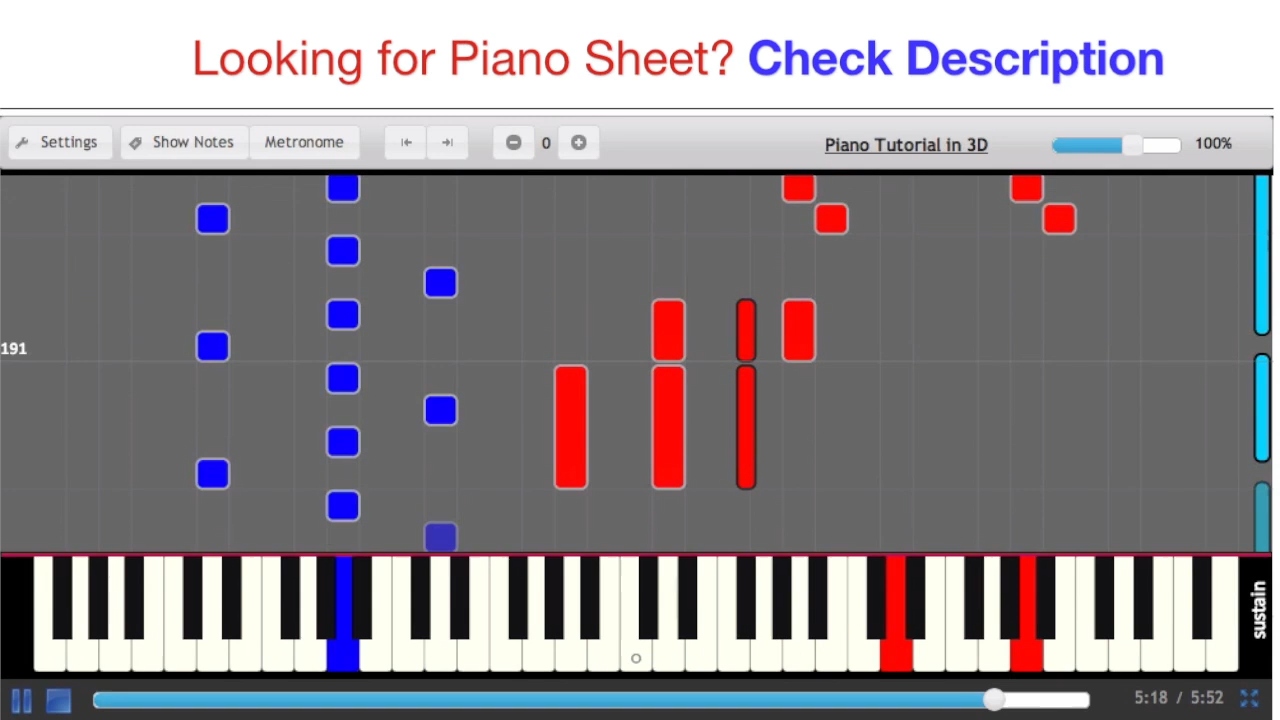 Looking for Piano Sheet? Check Description
Settings Show Notes Metronome 0 Piano Tutorial in 3D 100%
191
sustain
5:18 / 5:52